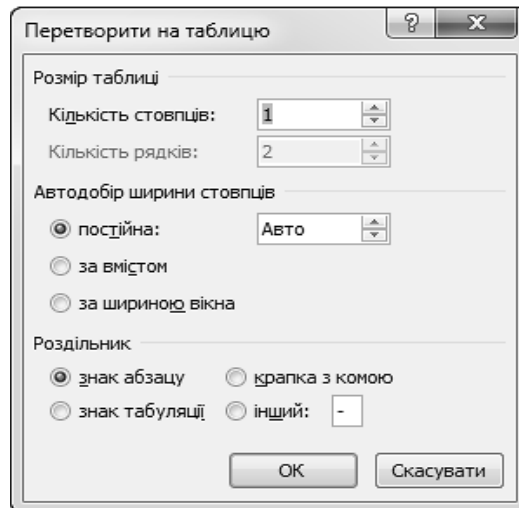 Перетворити на таблицю
Розмір таблиці
Кількість стовпців: 1
Кількість рядків: 2
Автодобір ширини стовпців
постійна: Авто
за вмістом
за шириною вікна
Роздільник
знак абзацу крапка з комою
знак табуляції інший: -
ОК Скасувати